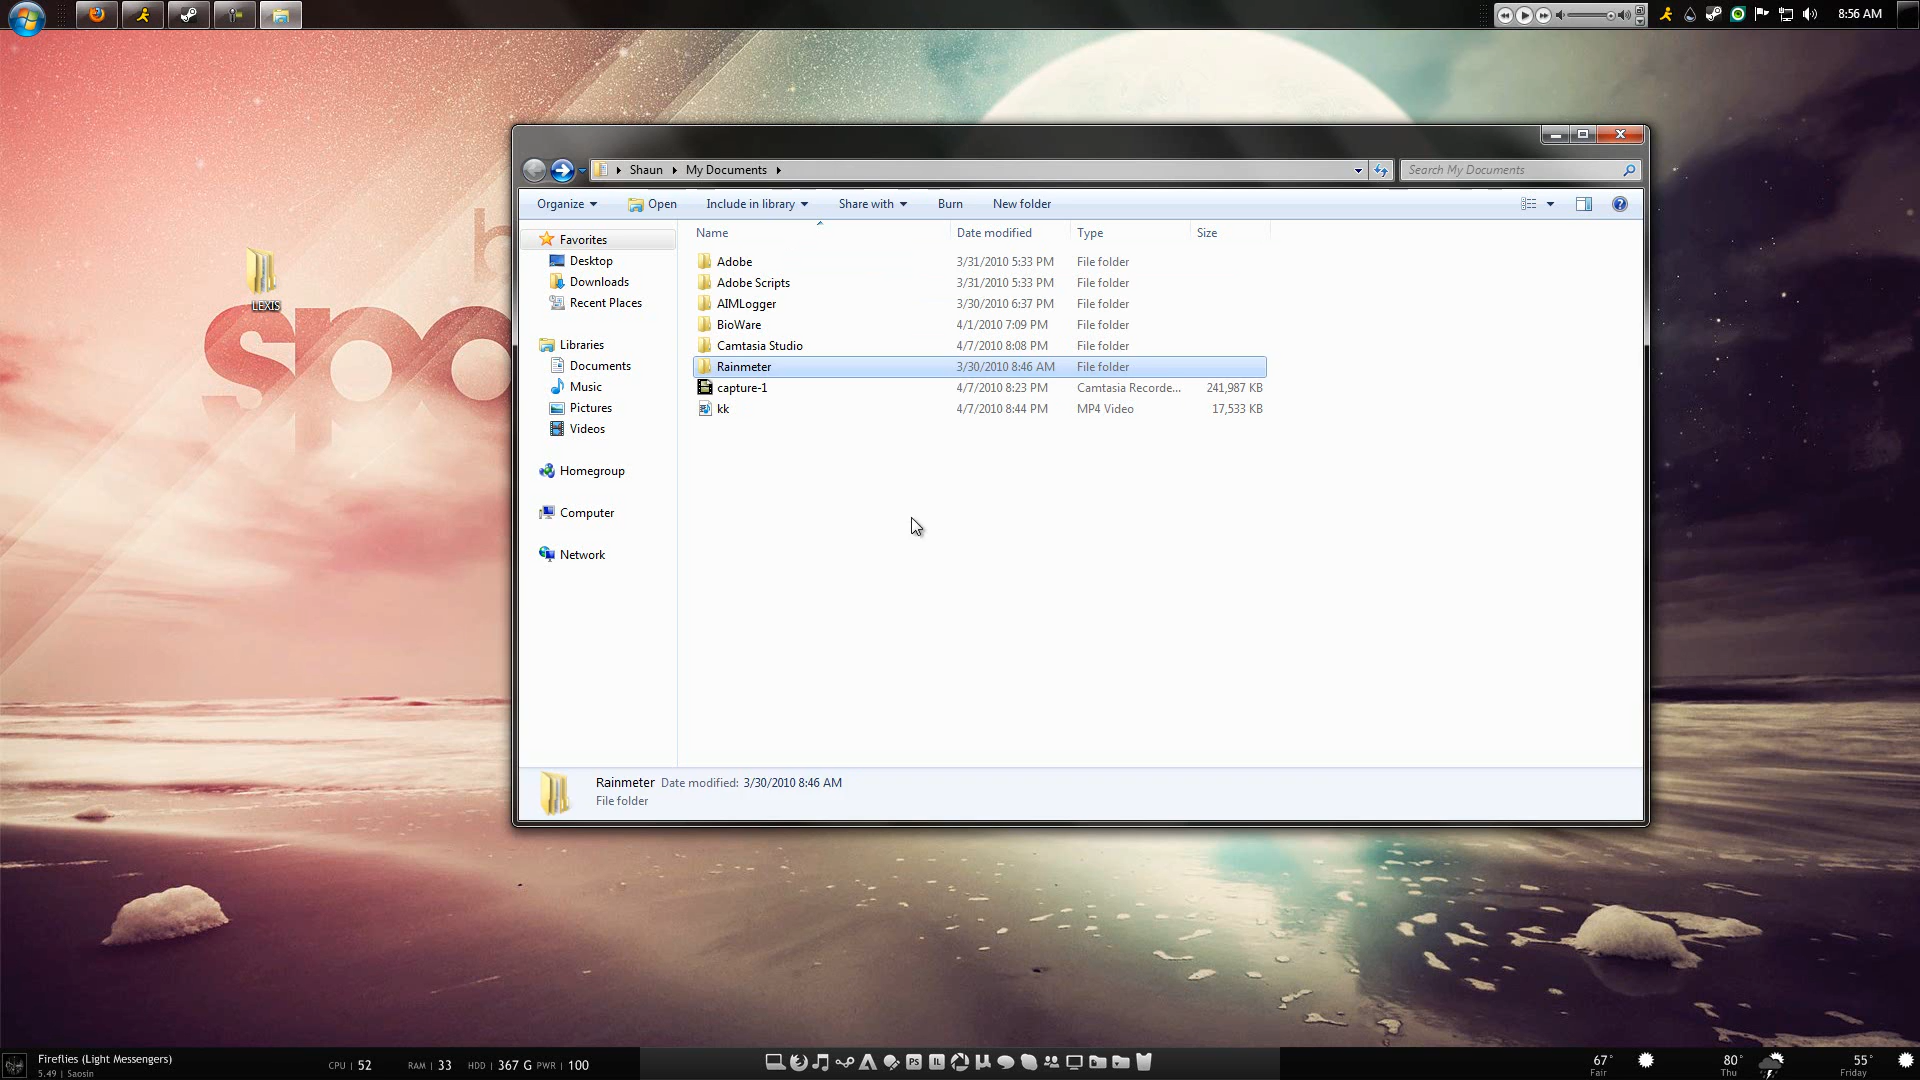 8:56 AM
Shaun
My Documents
Search My Documents
Organize
Open
Include in library
Share with
Burn
New folder
Name
Date modified
Type
Size
Favorites
Desktop
Downloads
Recent Places
Libraries
Documents
Music
Pictures
Videos
Homegroup
Computer
Network
Adobe 3/31/2010 5:33 PM File folder
Adobe Scripts 3/31/2010 5:33 PM File folder
AIMLogger 3/30/2010 6:37 PM File folder
BioWare 4/1/2010 7:09 PM File folder
Camtasia Studio 4/7/2010 8:08 PM File folder
Rainmeter 3/30/2010 8:46 AM File folder
capture-1 4/7/2010 8:23 PM Camtasia Recorde... 241,987 KB
kk 4/7/2010 8:44 PM MP4 Video 17,533 KB
Rainmeter Date modified: 3/30/2010 8:46 AM
File folder
LEXIS
b
spo
Fireflies (Light Messengers)
5.49 | Saosin
CPU | 52
RAM | 33
HDD | 367 G
PWR | 100
PS
IL
67°
Fair
80°
Thu
55°
Friday